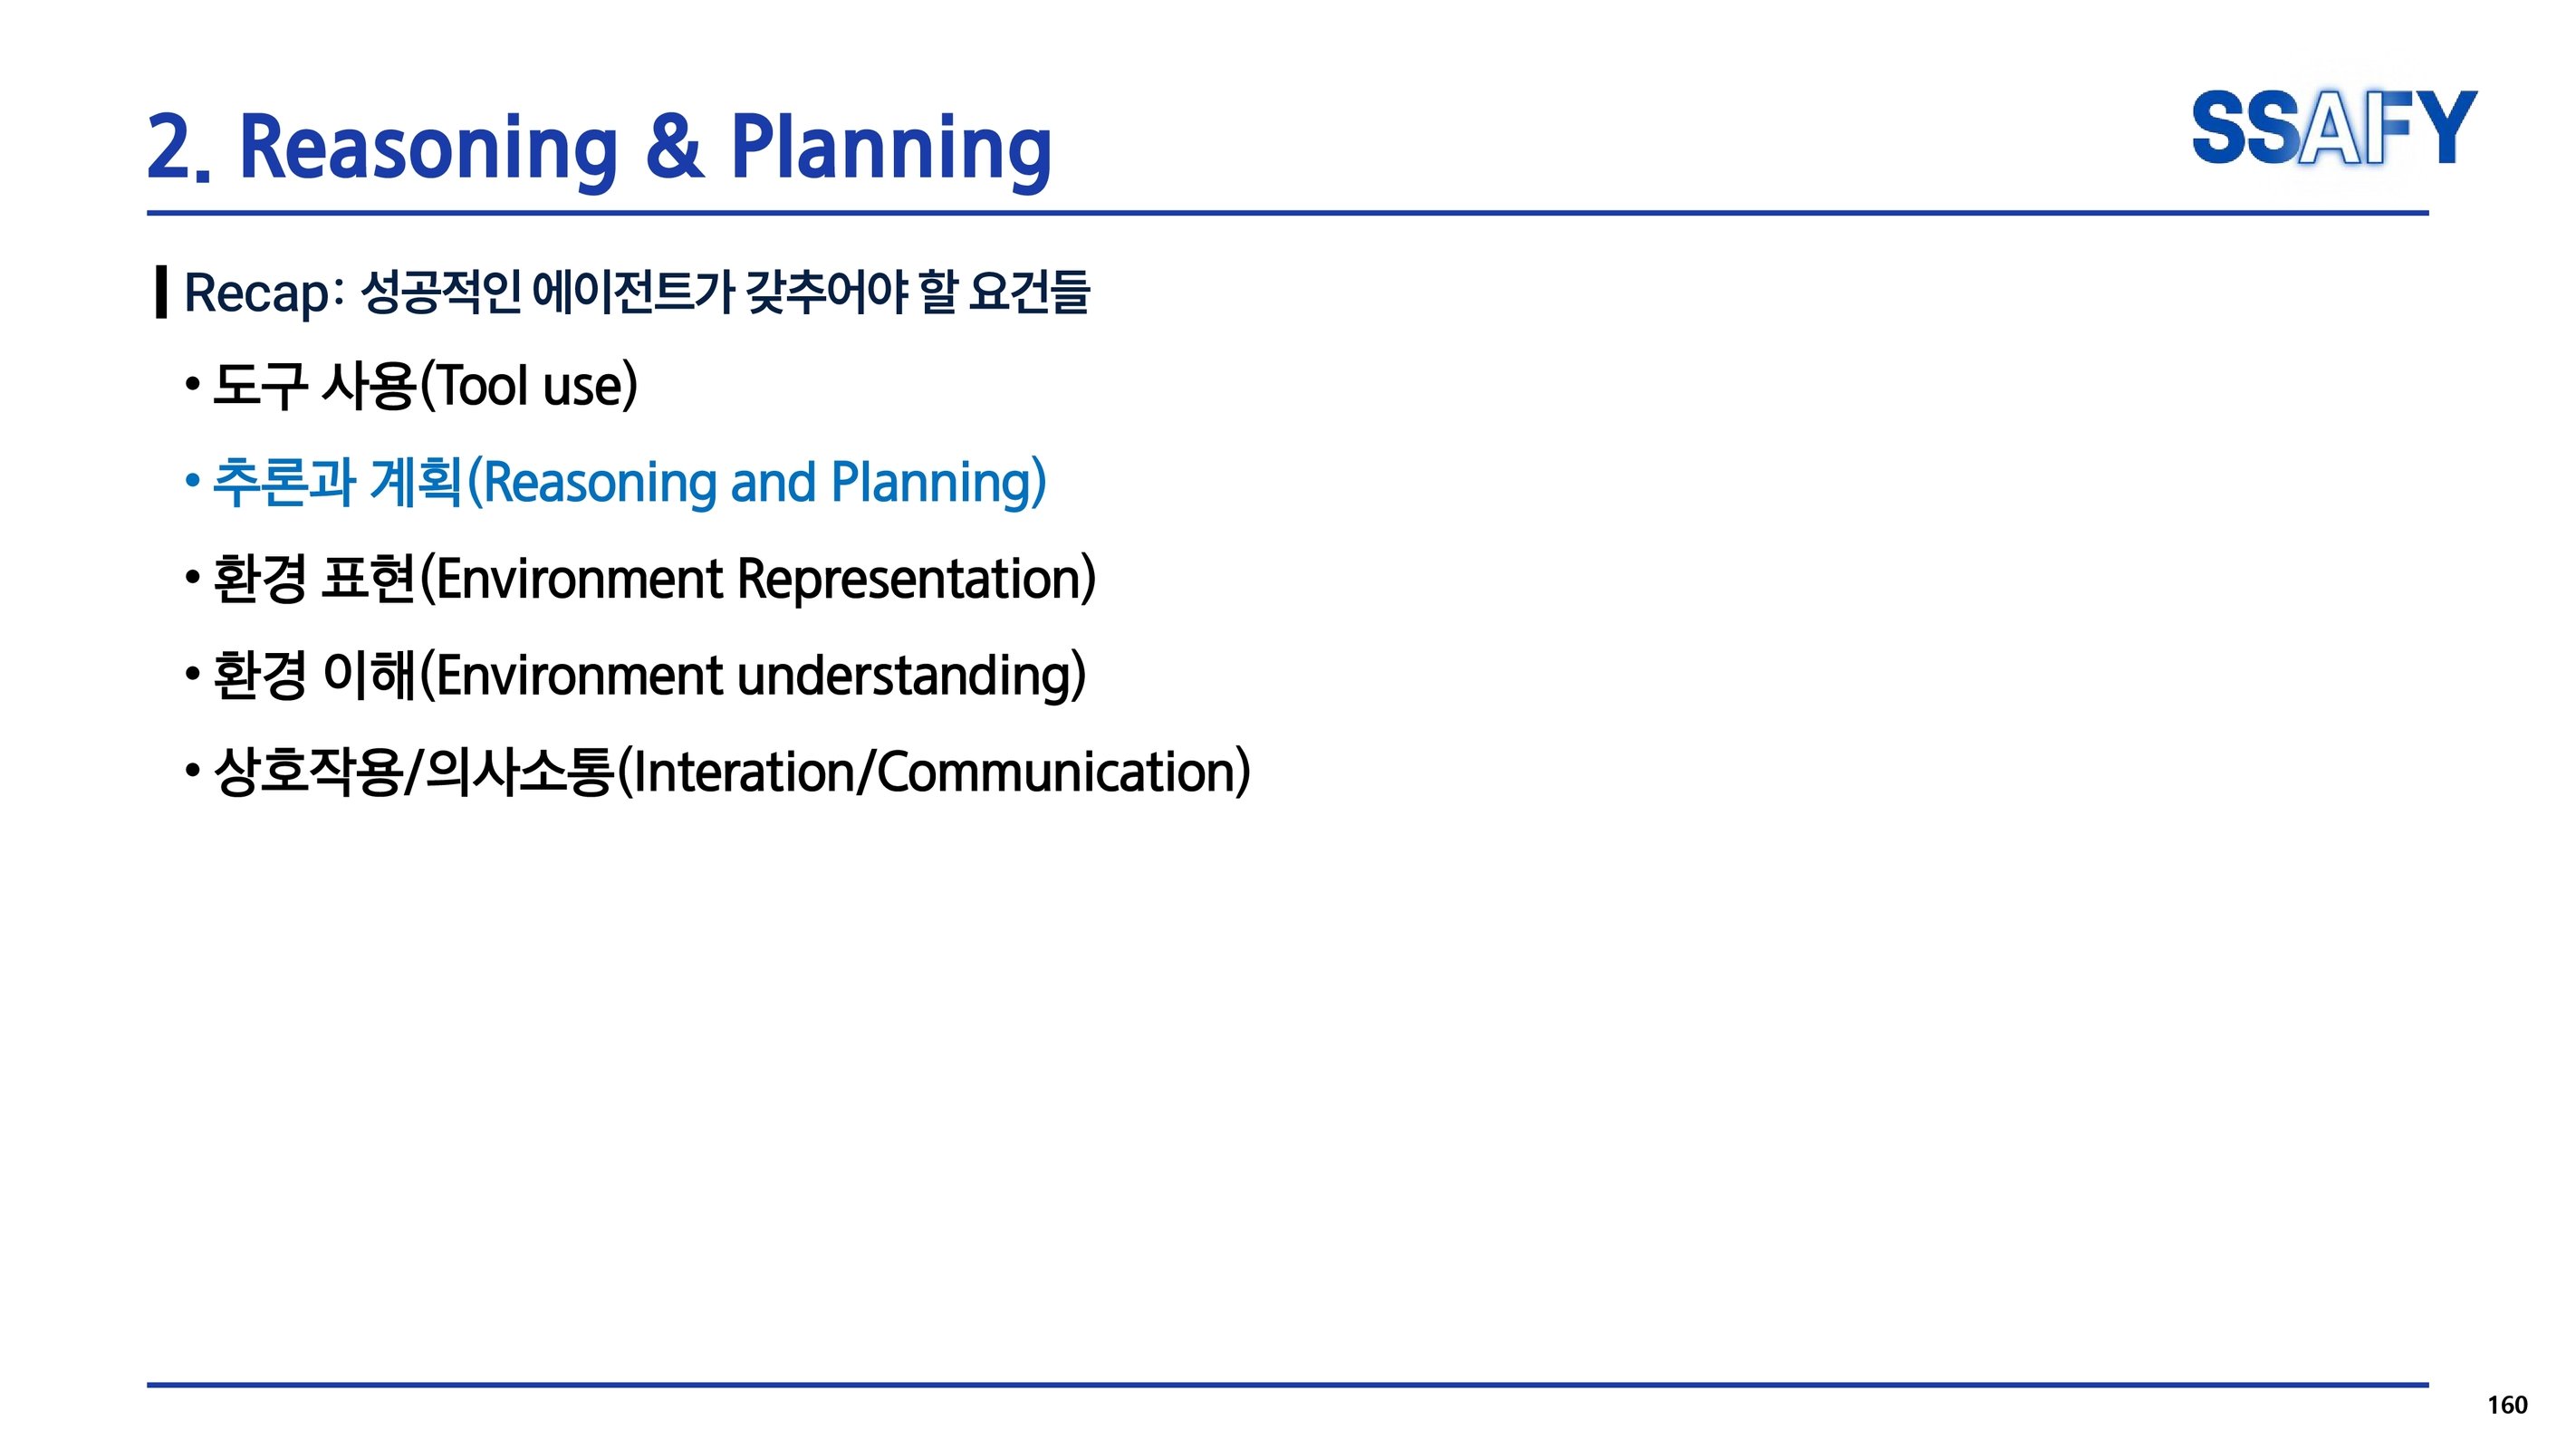 2. Reasoning & Planning
SSAFY
Recap: 성공적인 에이전트가 갖추어야 할 요건들
• 도구 사용(Tool use)
• 추론과 계획(Reasoning and Planning)
• 환경 표현(Environment Representation)
• 환경 이해(Environment understanding)
• 상호작용/의사소통(Interation/Communication)
160